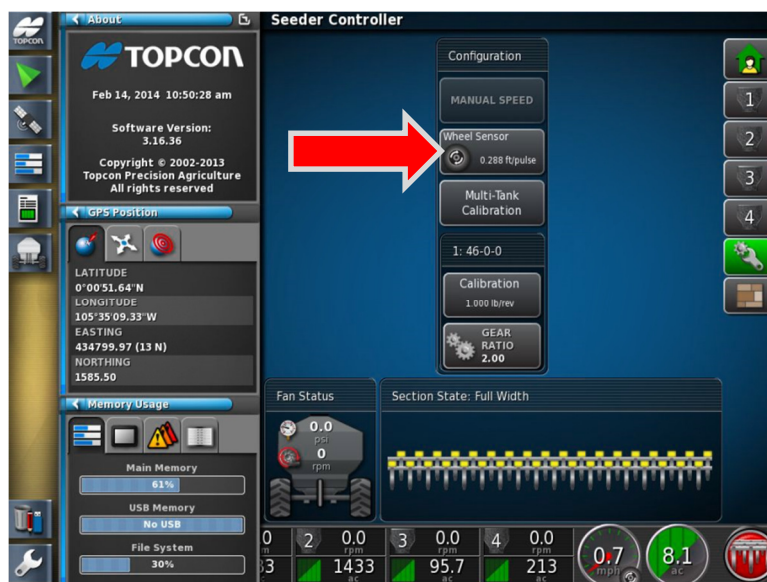 About
Seeder Controller
TOPCON
TOPCON
Feb 14, 2014 10:50:28 am
Software Version:
3.16.36
Copyright © 2002-2013
Topcon Precision Agriculture
All rights reserved
GPS Position
LATITUDE
0°00'51.64"N
LONGITUDE
105°35'09.33"W
EASTING
434799.97 (13 N)
NORTHING
1585.50
Memory Usage
Main Memory
61%
USB Memory
No USB
File System
30%
Configuration
MANUAL SPEED
Wheel Sensor
0.288 ft/pulse
Multi-Tank
Calibration
1: 46-0-0
Calibration
1.000 lb/rev
GEAR
RATIO
2.00
1
2
3
4
Fan Status
0.0
psi
0
rpm
Section State: Full Width
0 2 0.0 3 0.0 4 0.0
m rpm rpm rpm
33 1433 95.7 213
c ac ac ac
0.7
mph
8.1
ac